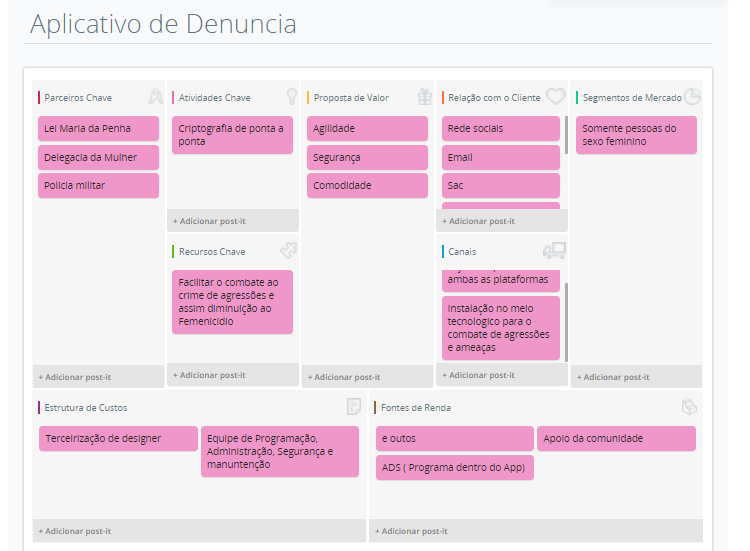 Aplicativo de Denuncia
Parceiros Chave
Lei Maria da Penha
Delegacia da Mulher
Policia militar
+ Adicionar post-it
Atividades Chave
Criptografia de ponta a
ponta
+ Adicionar post-it
Recursos Chave
Facilitar o combate ao
crime de agressões e
assim diminuição ao
Femenicidio
+ Adicionar post-it
Proposta de Valor
Agilidade
Segurança
Comodidade
+ Adicionar post-it
Relação com o Cliente
Rede sociais
Email
Sac
+ Adicionar post-it
Canais
ambas as plataformas
Instalação no meio
tecnologico para o
combate de agressões
e ameaças
+ Adicionar post-it
Segmentos de Mercado
Somente pessoas do
sexo feminino
+ Adicionar post-it
Estrutura de Custos
Terceirização de designer
Equipe de Programação,
Administração, Segurança e
manuntenção
+ Adicionar post-it
Fontes de Renda
e outos
Apoio da comunidade
ADS ( Programa dentro do App)
+ Adicionar post-it